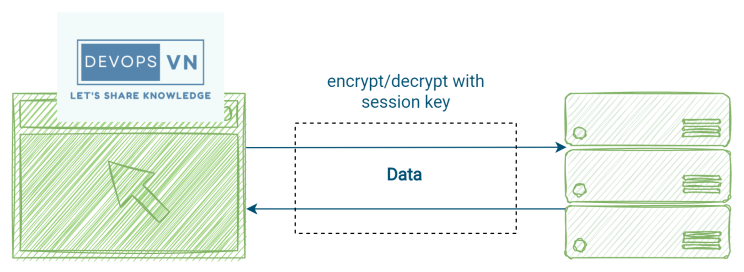 DEVOPS VN
LET'S SHARE KNOWLEDGE
encrypt/decrypt with
session key
Data